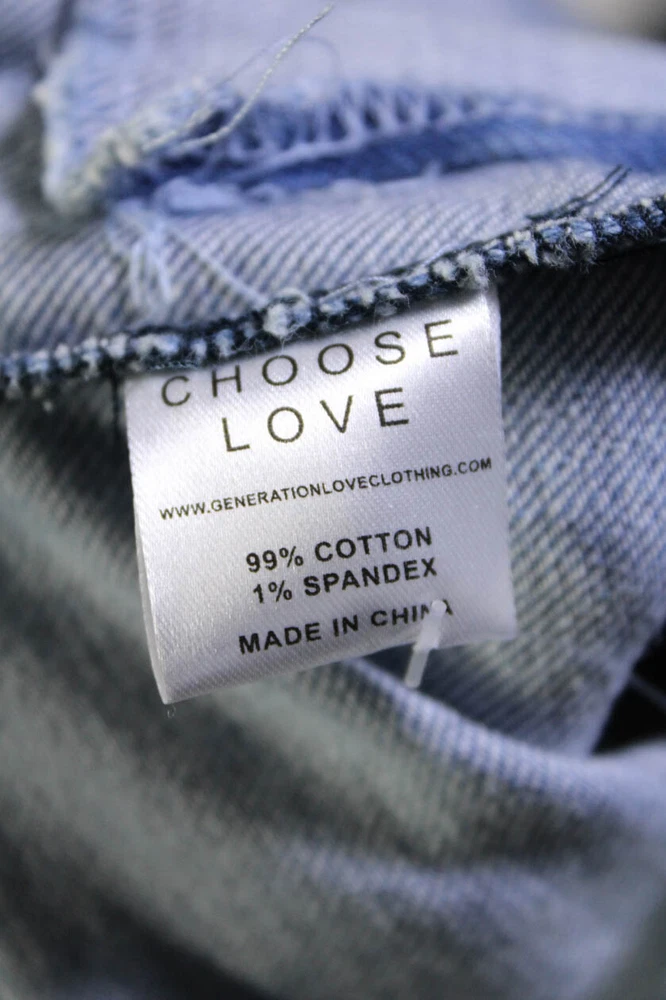 CHOOSE
LOVE
WWW.GENERATIONLOVECLOTHING.COM
99% COTTON
1% SPANDEX
MADE IN CHINA